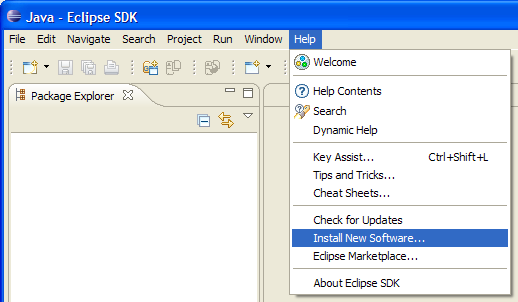 Java - Eclipse SDK
File Edit Navigate Search Project Run Window Help
Welcome
Package Explorer
Help Contents
Search
Dynamic Help
Key Assist... Ctrl+Shift+L
Tips and Tricks...
Cheat Sheets...
Check for Updates
Install New Software...
Eclipse Marketplace...
About Eclipse SDK